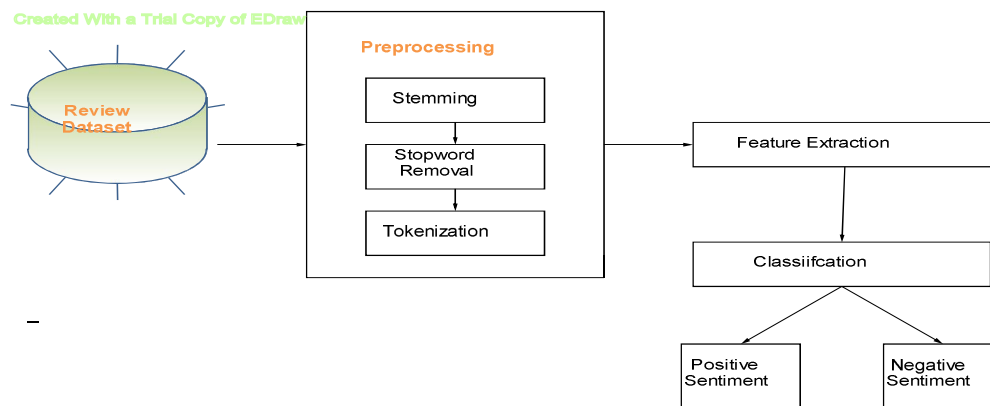 Created With a Trial Copy of EDraw
Review
Dataset
Preprocessing
Stemming
Stopword
Removal
Tokenization
Feature Extraction
Classiifcation
Positive
Sentiment
Negative
Sentiment